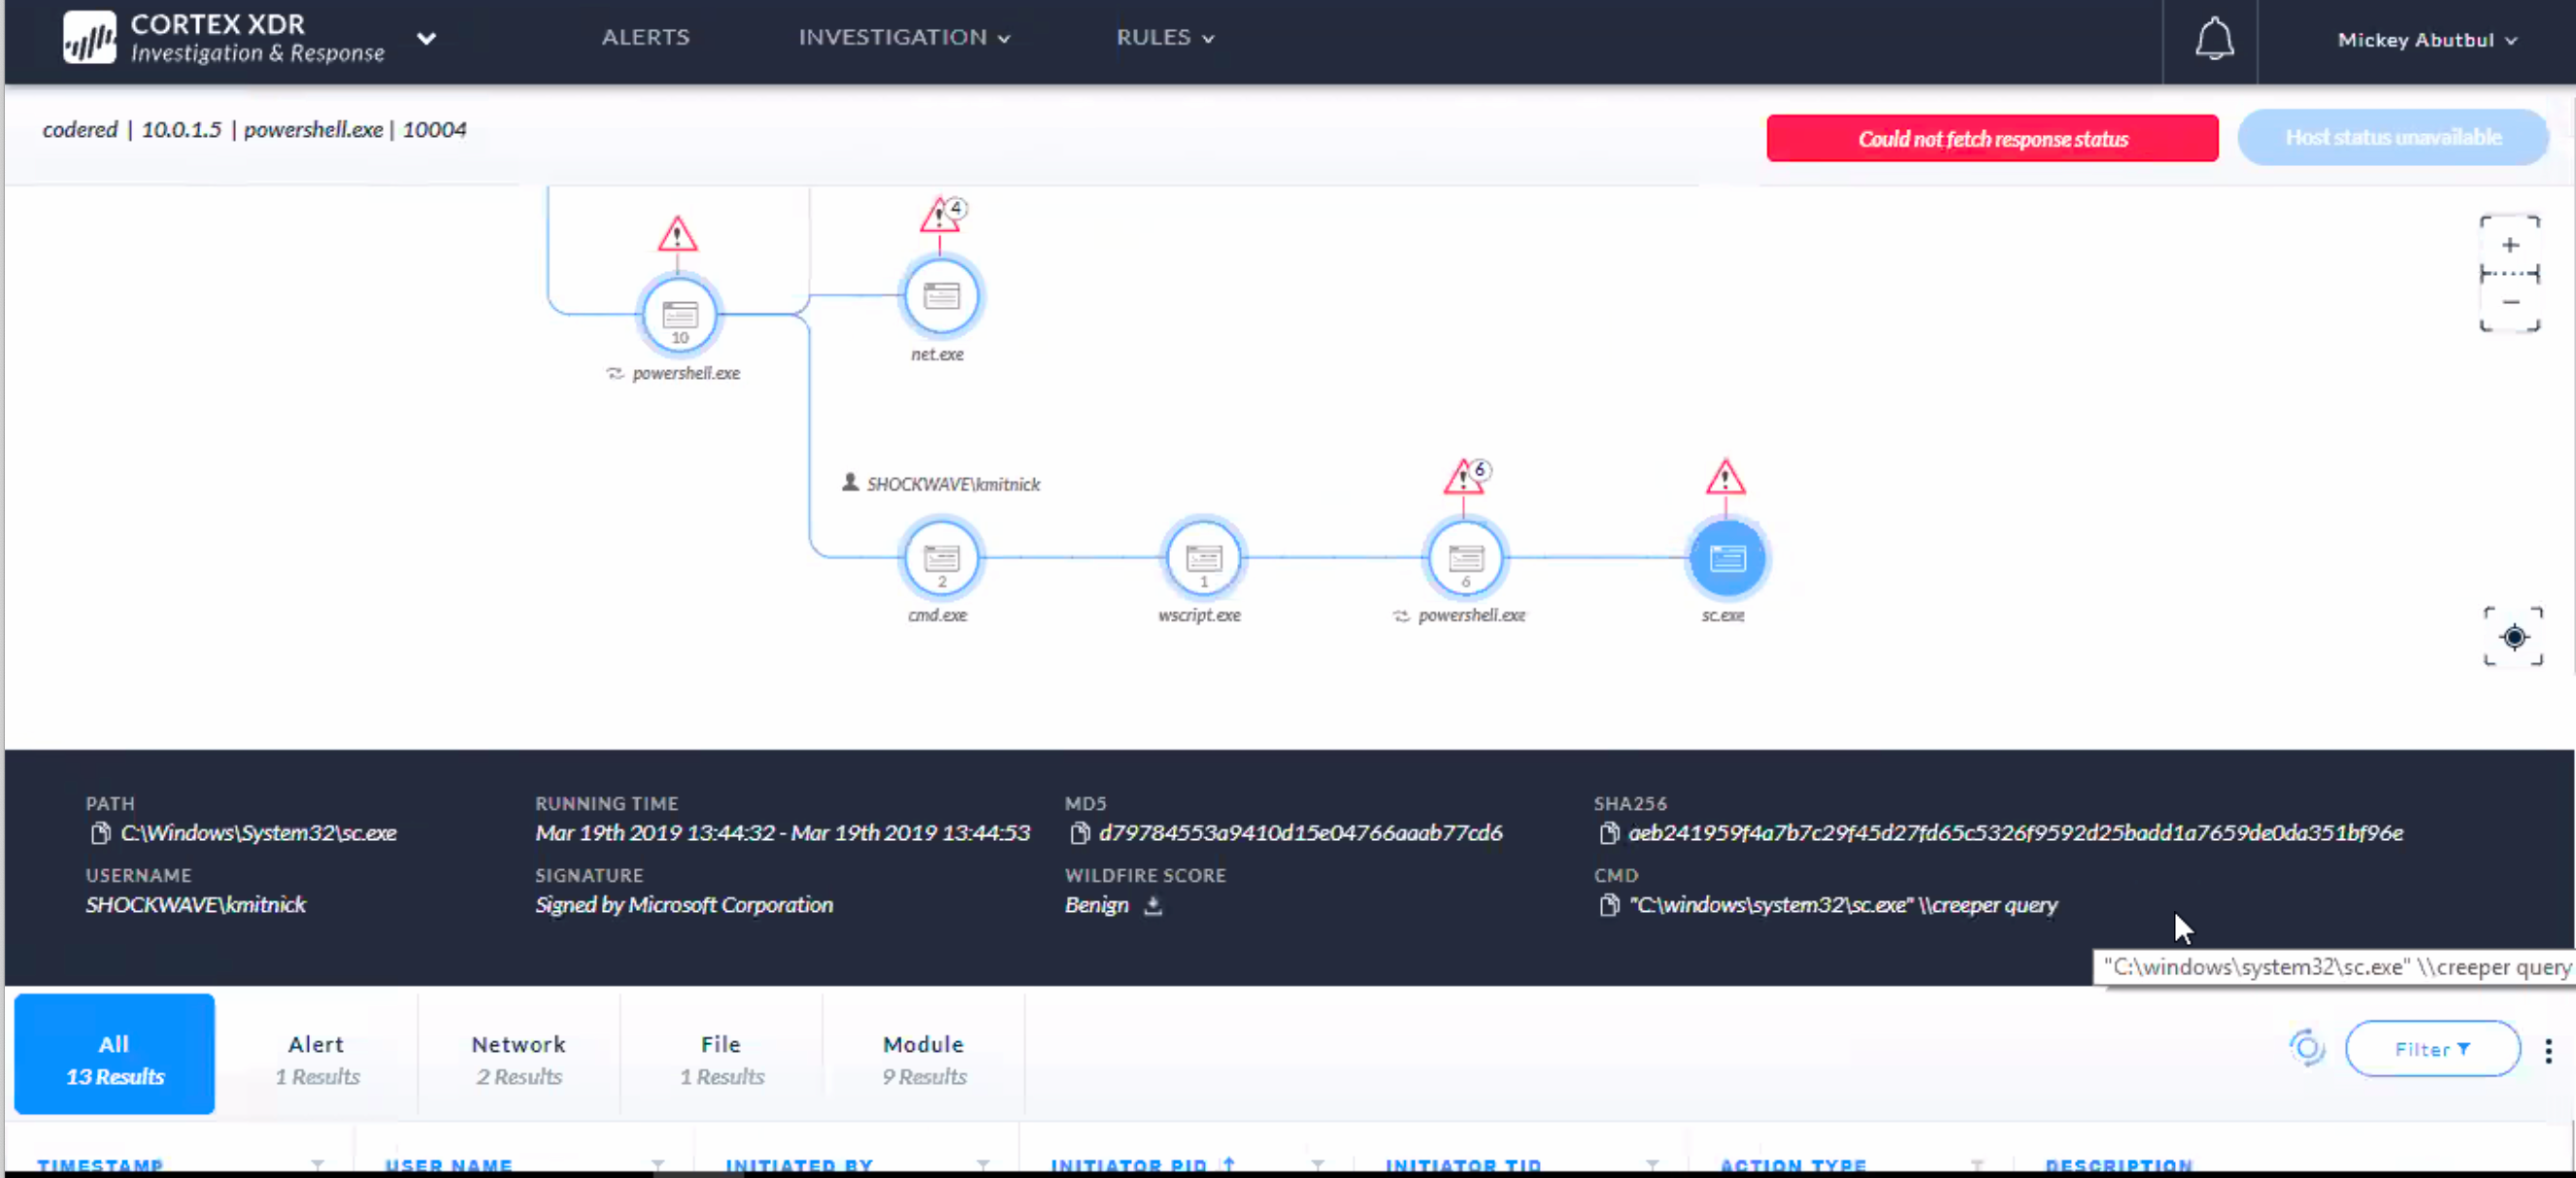 CORTEX XDR
Investigation & Response
ALERTS
INVESTIGATION
RULES
Mickey Abutbul
codered | 10.0.1.5 | powershell.exe | 10004
Could not fetch response status
Host status unavailable
4
10
powershell.exe
net.exe
SHOCKWAVE\kmitnick
6
2
1
6
cmd.exe
wscript.exe
powershell.exe
sc.exe
PATH
C:\Windows\System32\sc.exe
RUNNING TIME
Mar 19th 2019 13:44:32 - Mar 19th 2019 13:44:53
MD5
d79784553a9410d15e04766aaab77cd6
SHA256
aeb241959f4a7b7c29f45d27fd65c5326f9592d25badd1a7659de0da351bf96e
USERNAME
SHOCKWAVE\kmitnick
SIGNATURE
Signed by Microsoft Corporation
WILDFIRE SCORE
Benign
CMD
"C:\windows\system32\sc.exe" \\creeper query
"C:\windows\system32\sc.exe" \\creeper query
All
13 Results
Alert
1 Results
Network
2 Results
File
1 Results
Module
9 Results
Filter
TIMESTAMP
USER NAME
INITIATED BY
INITIATOR PID
INITIATOR TID
ACTION TYPE
DESCRIPTION